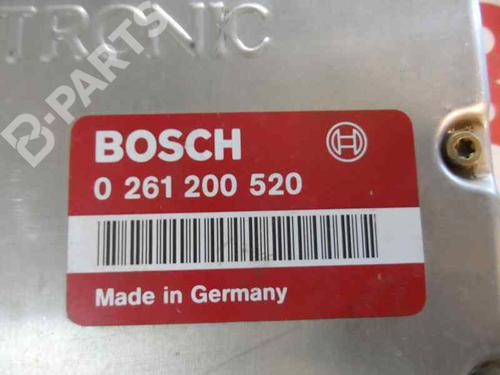 TRONIC
B-PARTS
BOSCH
0 261 200 520
Made in Germany